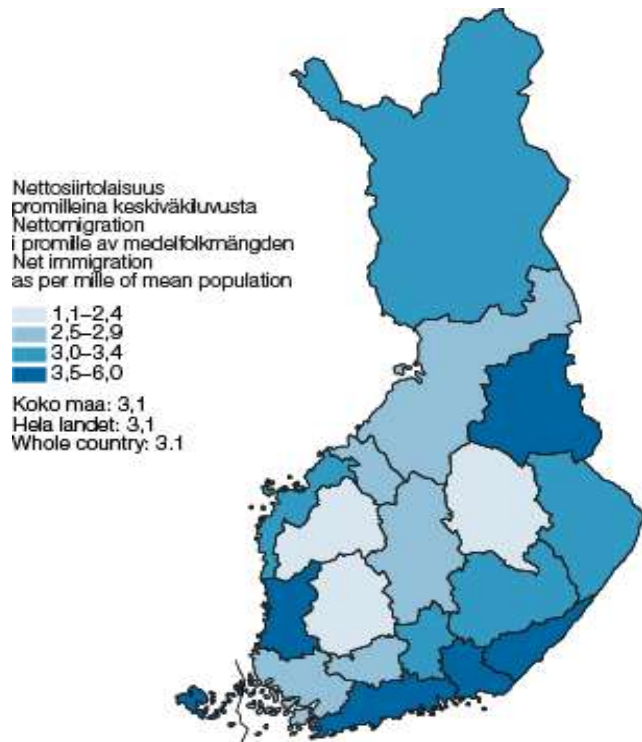 Nettosiirtolaisuus
promilleina keskiväkiluvusta
Nettomigration
i promille av medelfolkmängden
Net immigration
as per mille of mean population
1,1–2,4
2,5–2,9
3,0–3,4
3,5–6,0
Koko maa: 3,1
Hela landet: 3,1
Whole country: 3.1